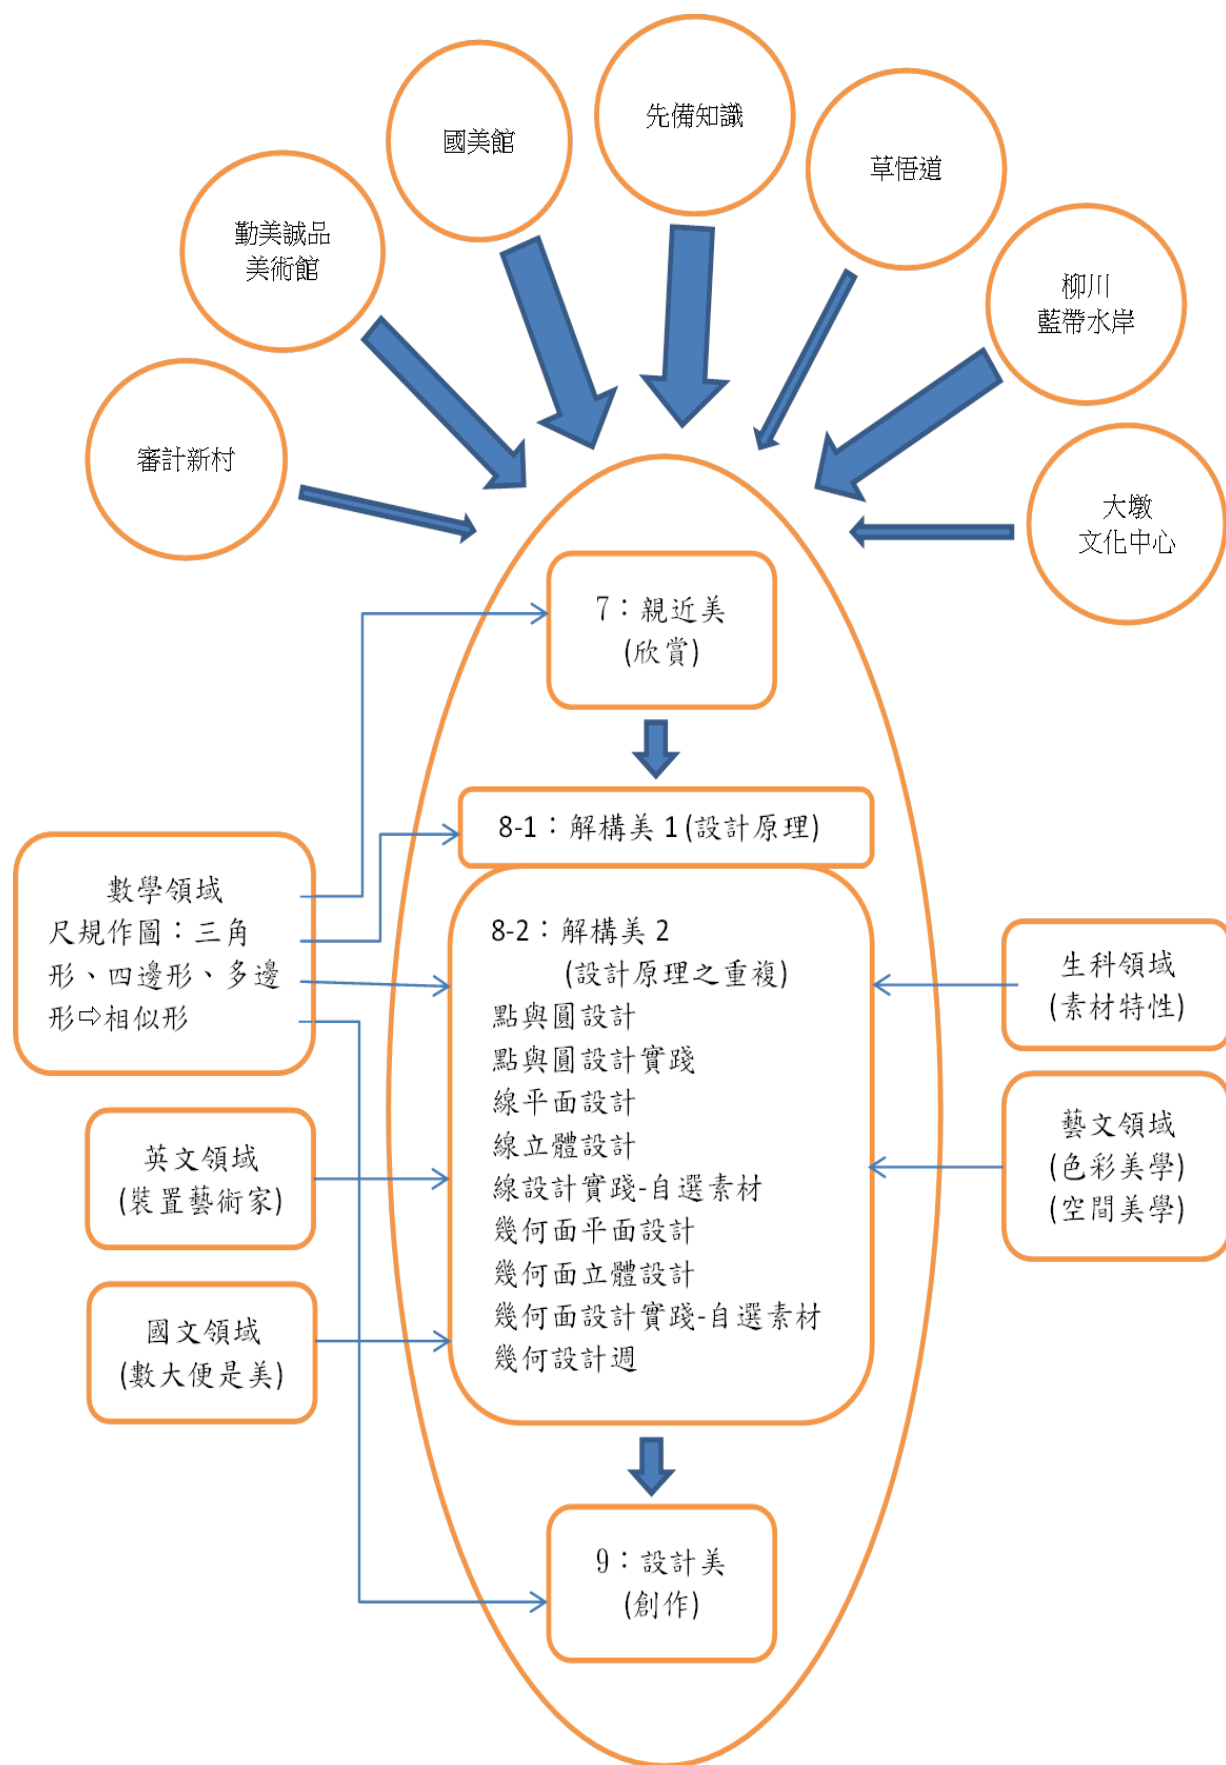 先備知識
國美館
草悟道
勤美誠品
美術館
柳川
藍帶水岸
審計新村
大墩
文化中心
7：親近美
(欣賞)
8-1：解構美 1 (設計原理)
數學領域
尺規作圖：三角
形、四邊形、多邊
形⇨相似形
8-2：解構美 2
(設計原理之重複)
點與圓設計
點與圓設計實踐
線平面設計
線立體設計
線設計實踐-自選素材
幾何面平面設計
幾何面立體設計
幾何面設計實踐-自選素材
幾何設計週
生科領域
(素材特性)
藝文領域
(色彩美學)
(空間美學)
英文領域
(裝置藝術家)
國文領域
(數大便是美)
9：設計美
(創作)